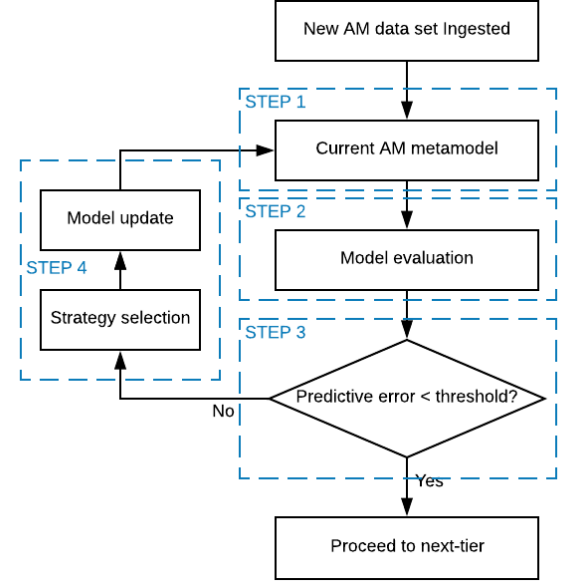 New AM data set Ingested
STEP 1
Current AM metamodel
STEP 2
Model update
Model evaluation
STEP 4
Strategy selection
STEP 3
Predictive error < threshold?
No
Yes
Proceed to next-tier